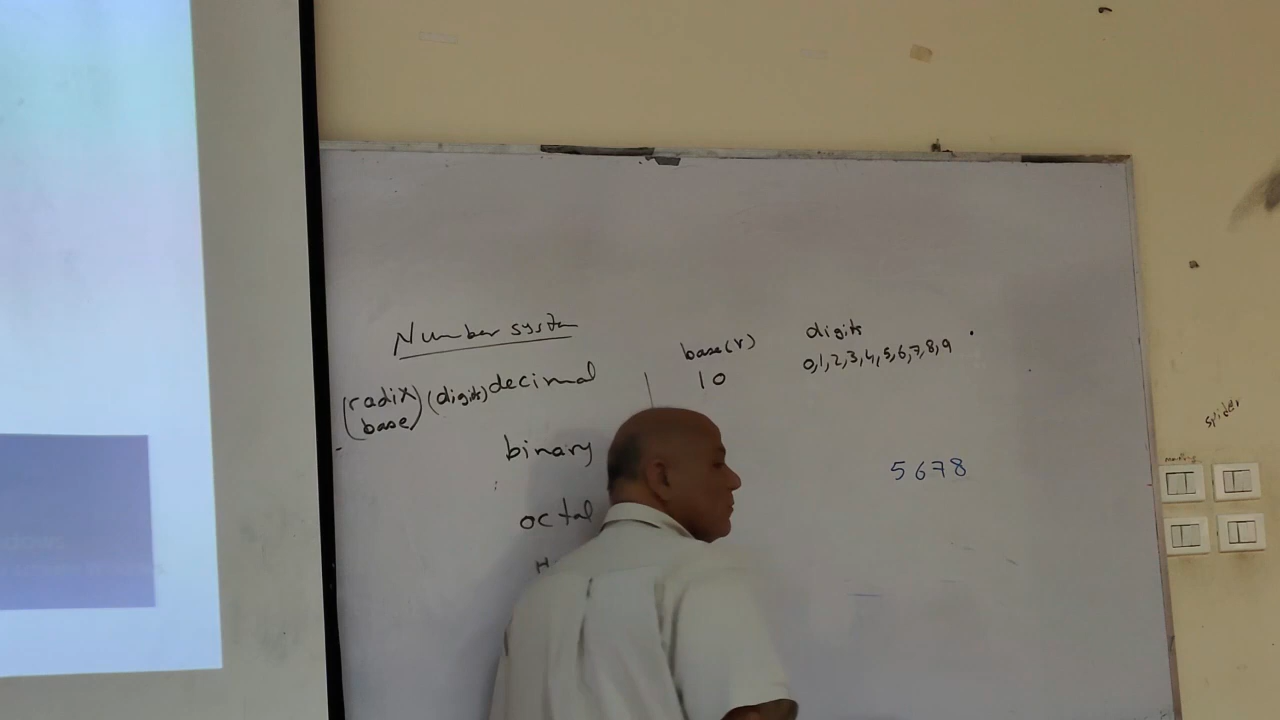 Number system
base(r)
digits
(radix base) (digits) decimal
10
0,1,2,3,4,5,6,7,8,9
binary
5678
octal
H
spider